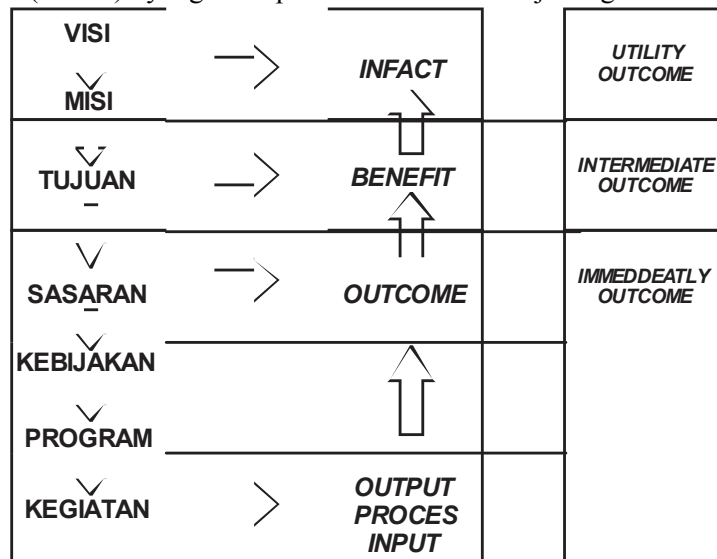 VISI
INFACT
UTILITY
OUTCOME
MISI
TUJUAN
BENEFIT
INTERMEDIATE
OUTCOME
SASARAN
OUTCOME
IMMEDDEATLY
OUTCOME
KEBIJAKAN
PROGRAM
KEGIATAN
OUTPUT
PROCES
INPUT